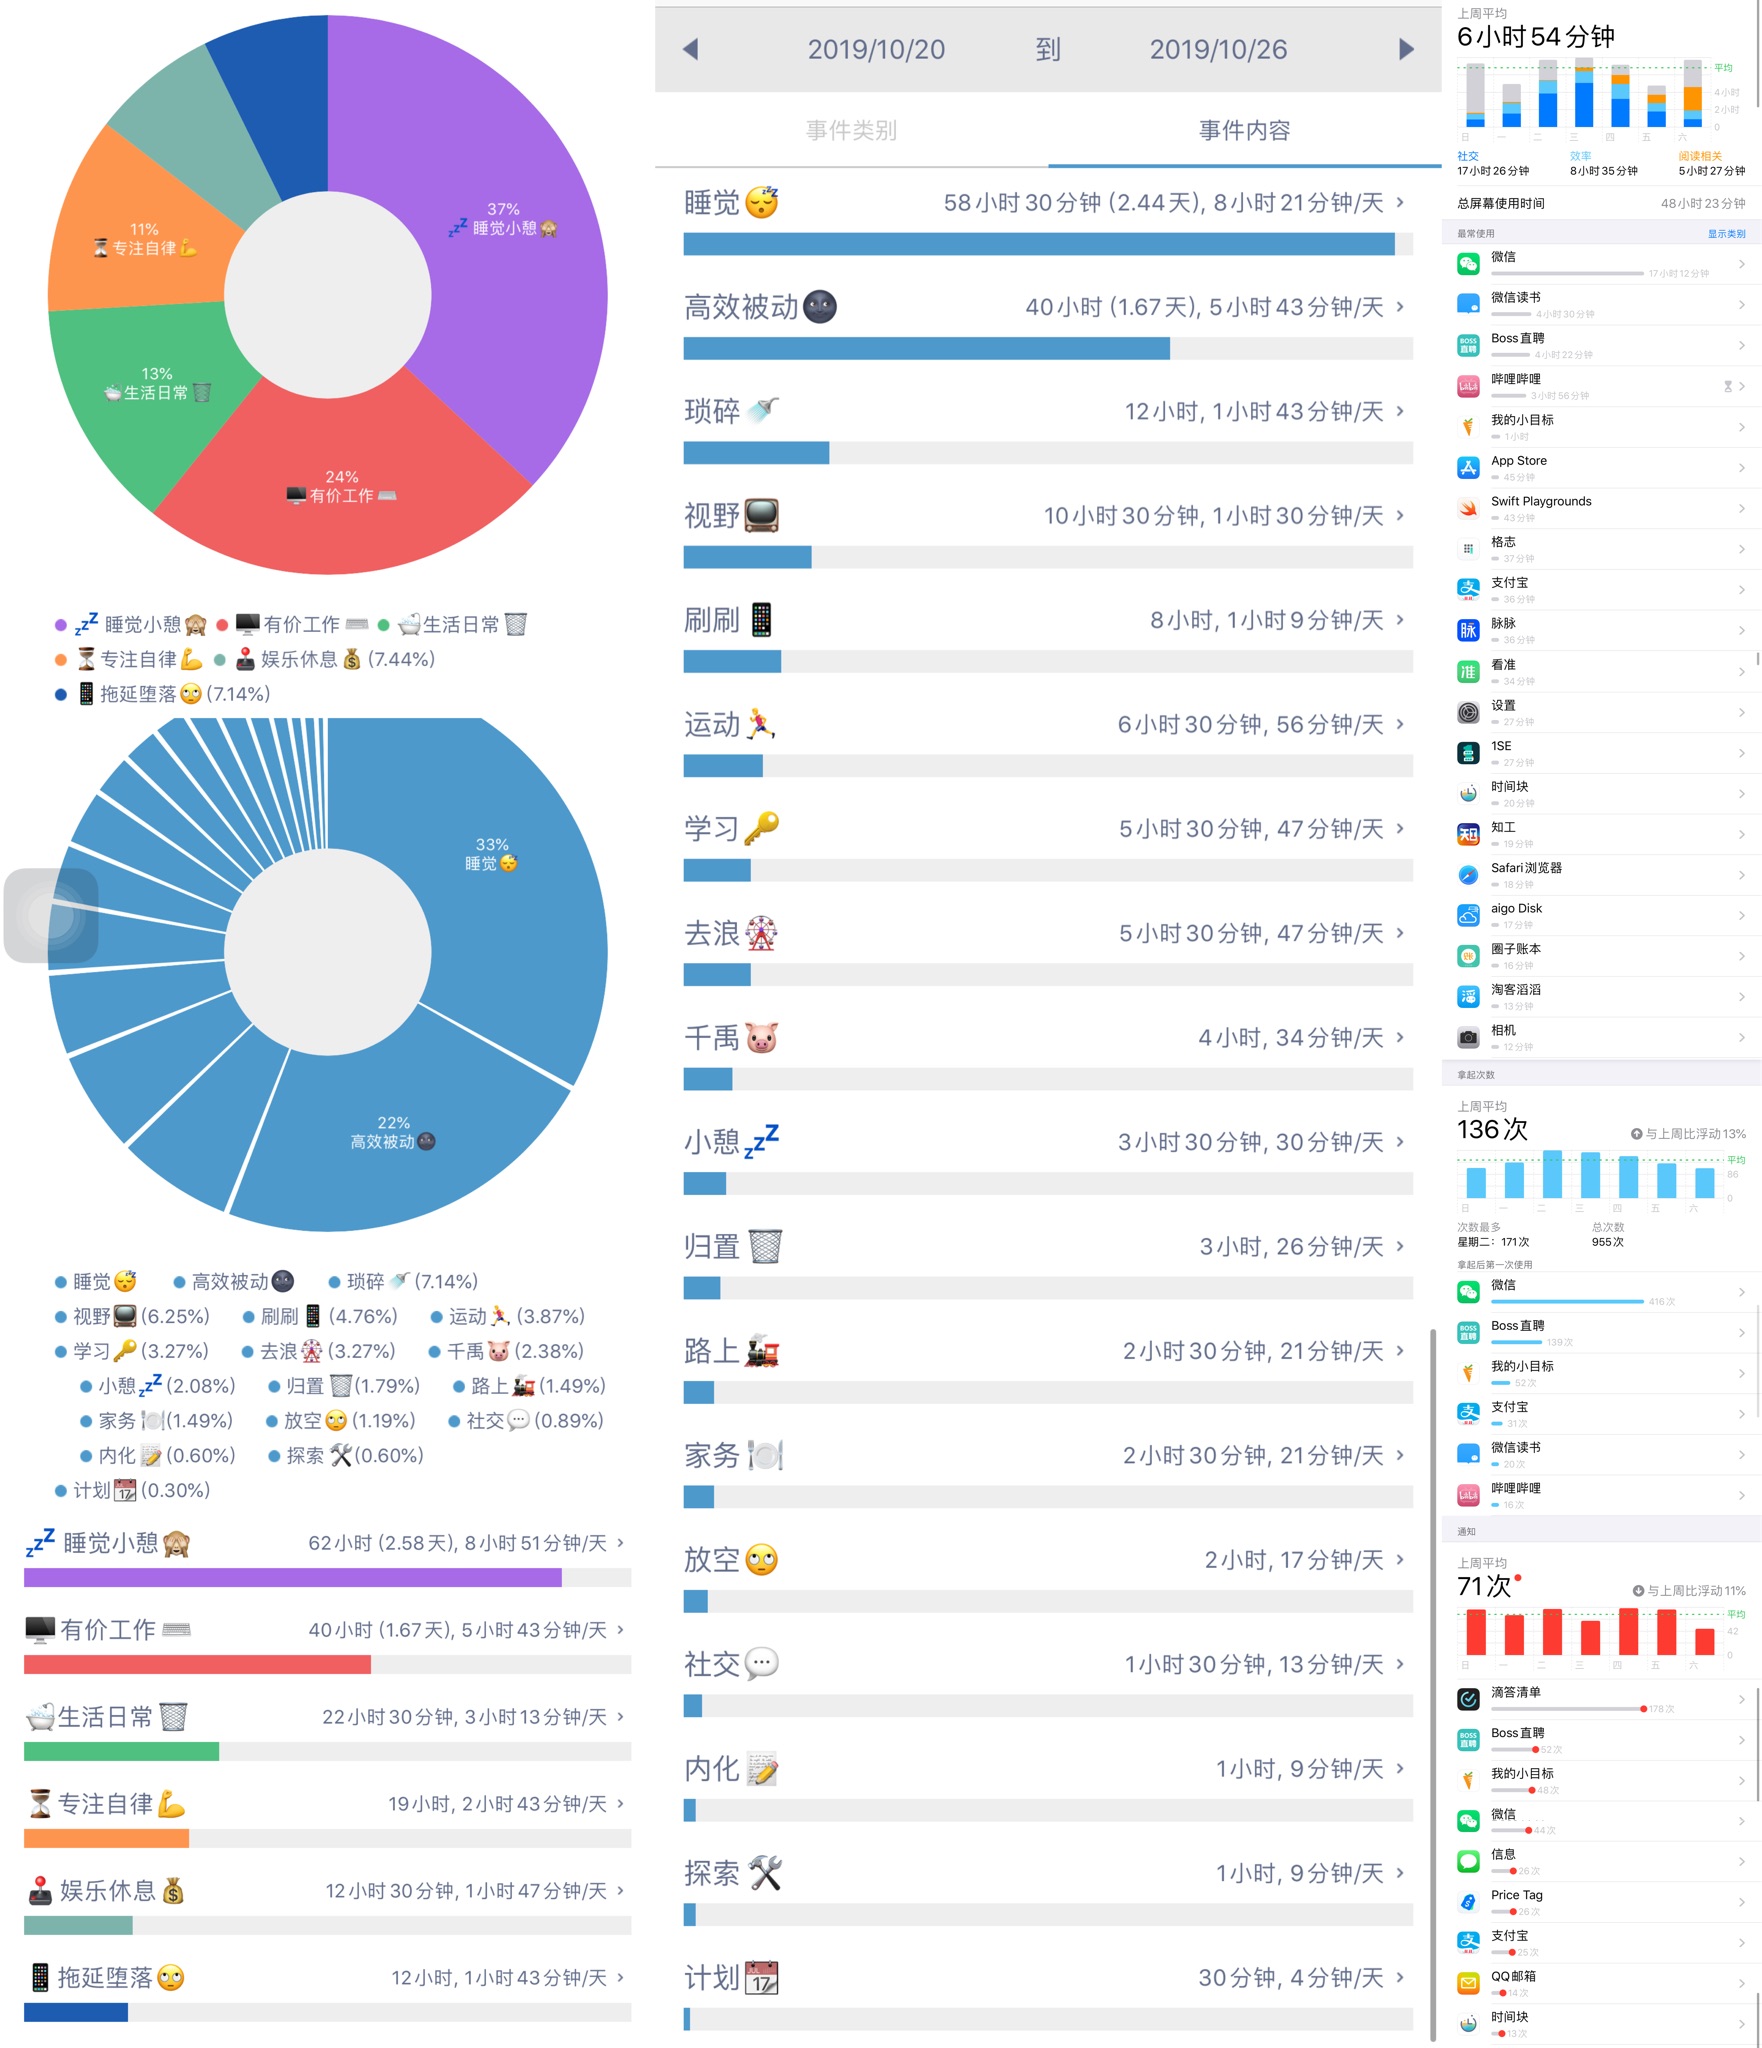 37%
睡觉小憩
11%
专注自律
13%
生活日常
24%
有价工作
睡觉小憩 有价工作 生活日常
专注自律 娱乐休息 (7.44%)
拖延堕落 (7.14%)
33%
睡觉
22%
高效被动
睡觉 高效被动 琐碎 (7.14%)
视野 (6.25%) 刷刷 (4.76%) 运动 (3.87%)
学习 (3.27%) 去浪 (3.27%) 千禹 (2.38%)
小憩 (2.08%) 归置 (1.79%) 路上 (1.49%)
家务 (1.49%) 放空 (1.19%) 社交 (0.89%)
内化 (0.60%) 探索 (0.60%)
计划 (0.30%)
睡觉小憩 62小时 (2.58天), 8小时51分钟/天
有价工作 40小时 (1.67天), 5小时43分钟/天
生活日常 22小时30分钟, 3小时13分钟/天
专注自律 19小时, 2小时43分钟/天
娱乐休息 12小时30分钟, 1小时47分钟/天
拖延堕落 12小时, 1小时43分钟/天
2019/10/20 到 2019/10/26
事件类别 事件内容
睡觉 58小时30分钟 (2.44天), 8小时21分钟/天
高效被动 40小时 (1.67天), 5小时43分钟/天
琐碎 12小时, 1小时43分钟/天
视野 10小时30分钟, 1小时30分钟/天
刷刷 8小时, 1小时9分钟/天
运动 6小时30分钟, 56分钟/天
学习 5小时30分钟, 47分钟/天
去浪 5小时30分钟, 47分钟/天
千禹 4小时, 34分钟/天
小憩 3小时30分钟, 30分钟/天
归置 3小时, 26分钟/天
路上 2小时30分钟, 21分钟/天
家务 2小时30分钟, 21分钟/天
放空 2小时, 17分钟/天
社交 1小时30分钟, 13分钟/天
内化 1小时, 9分钟/天
探索 1小时, 9分钟/天
计划 30分钟, 4分钟/天
上周平均
6小时54分钟
平均
4小时
2小时
0
日 一 二 三 四 五 六
社交 效率 阅读相关
17小时26分钟 8小时35分钟 5小时27分钟
总屏幕使用时间 48小时23分钟
最常使用 显示类别
微信
17小时12分钟
微信读书
4小时30分钟
Boss直聘
4小时22分钟
哔哩哔哩
3小时56分钟
我的小目标
1小时
App Store
45分钟
Swift Playgrounds
43分钟
格志
37分钟
支付宝
36分钟
脉脉
36分钟
看准
34分钟
设置
27分钟
1SE
27分钟
时间块
20分钟
知工
19分钟
Safari浏览器
18分钟
aigo Disk
17分钟
圈子账本
16分钟
淘客滔滔
13分钟
相机
12分钟
拿起次数
上周平均
136次 与上周比浮动13%
平均
86
0
日 一 二 三 四 五 六
次数最多 总次数
星期二：171次 955次
拿起后第一次使用
微信
416次
Boss直聘
139次
我的小目标
52次
支付宝
31次
微信读书
20次
哔哩哔哩
16次
通知
上周平均
71次 与上周比浮动11%
平均
42
0
日 一 二 三 四 五 六
滴答清单
178次
Boss直聘
52次
我的小目标
48次
微信
44次
信息
26次
Price Tag
26次
支付宝
25次
QQ邮箱
14次
时间块
13次